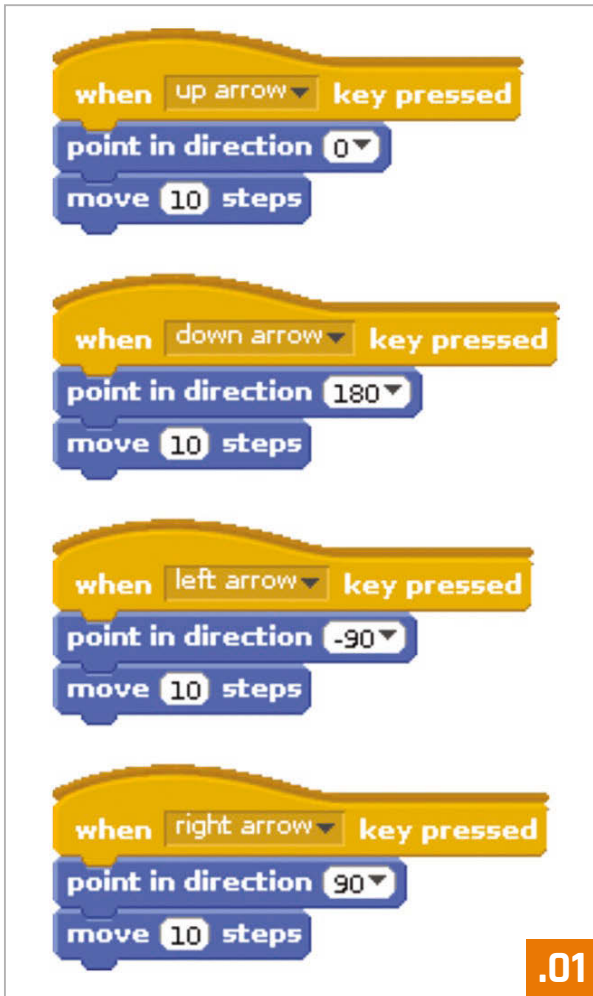 when up arrow key pressed
point in direction 0
move 10 steps
when down arrow key pressed
point in direction 180
move 10 steps
when left arrow key pressed
point in direction -90
move 10 steps
when right arrow key pressed
point in direction 90
move 10 steps
.01